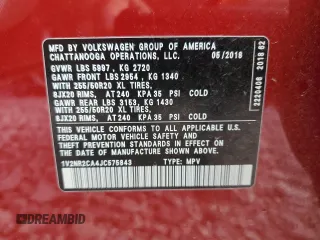 MFD BY VOLKSWAGEN GROUP OF AMERICA
CHATTANOOGA OPERATIONS, LLC. 05/2018
GVWR LBS 5997, KG 2720
GAWR FRONT LBS 2954, KG 1340
WITH 255/50R20 XL TIRES,
8JX20 RIMS, AT 240 KPA 35 PSI COLD
GAWR REAR LBS 3153, KG 1430
WITH 255/50R20 XL TIRES,
8JX20 RIMS, AT 240 KPA 35 PSI COLD
THIS VEHICLE CONFORMS TO ALL APPLICABLE U.S.
FEDERAL MOTOR VEHICLE SAFETY AND
THEFT PREVENTION STANDARDS IN EFFECT ON THE
DATE OF MANUFACTURE SHOWN ABOVE.
1V2NR2CA4JC575843 TYPE: MPV
2220408 2018 02
DREAMBID